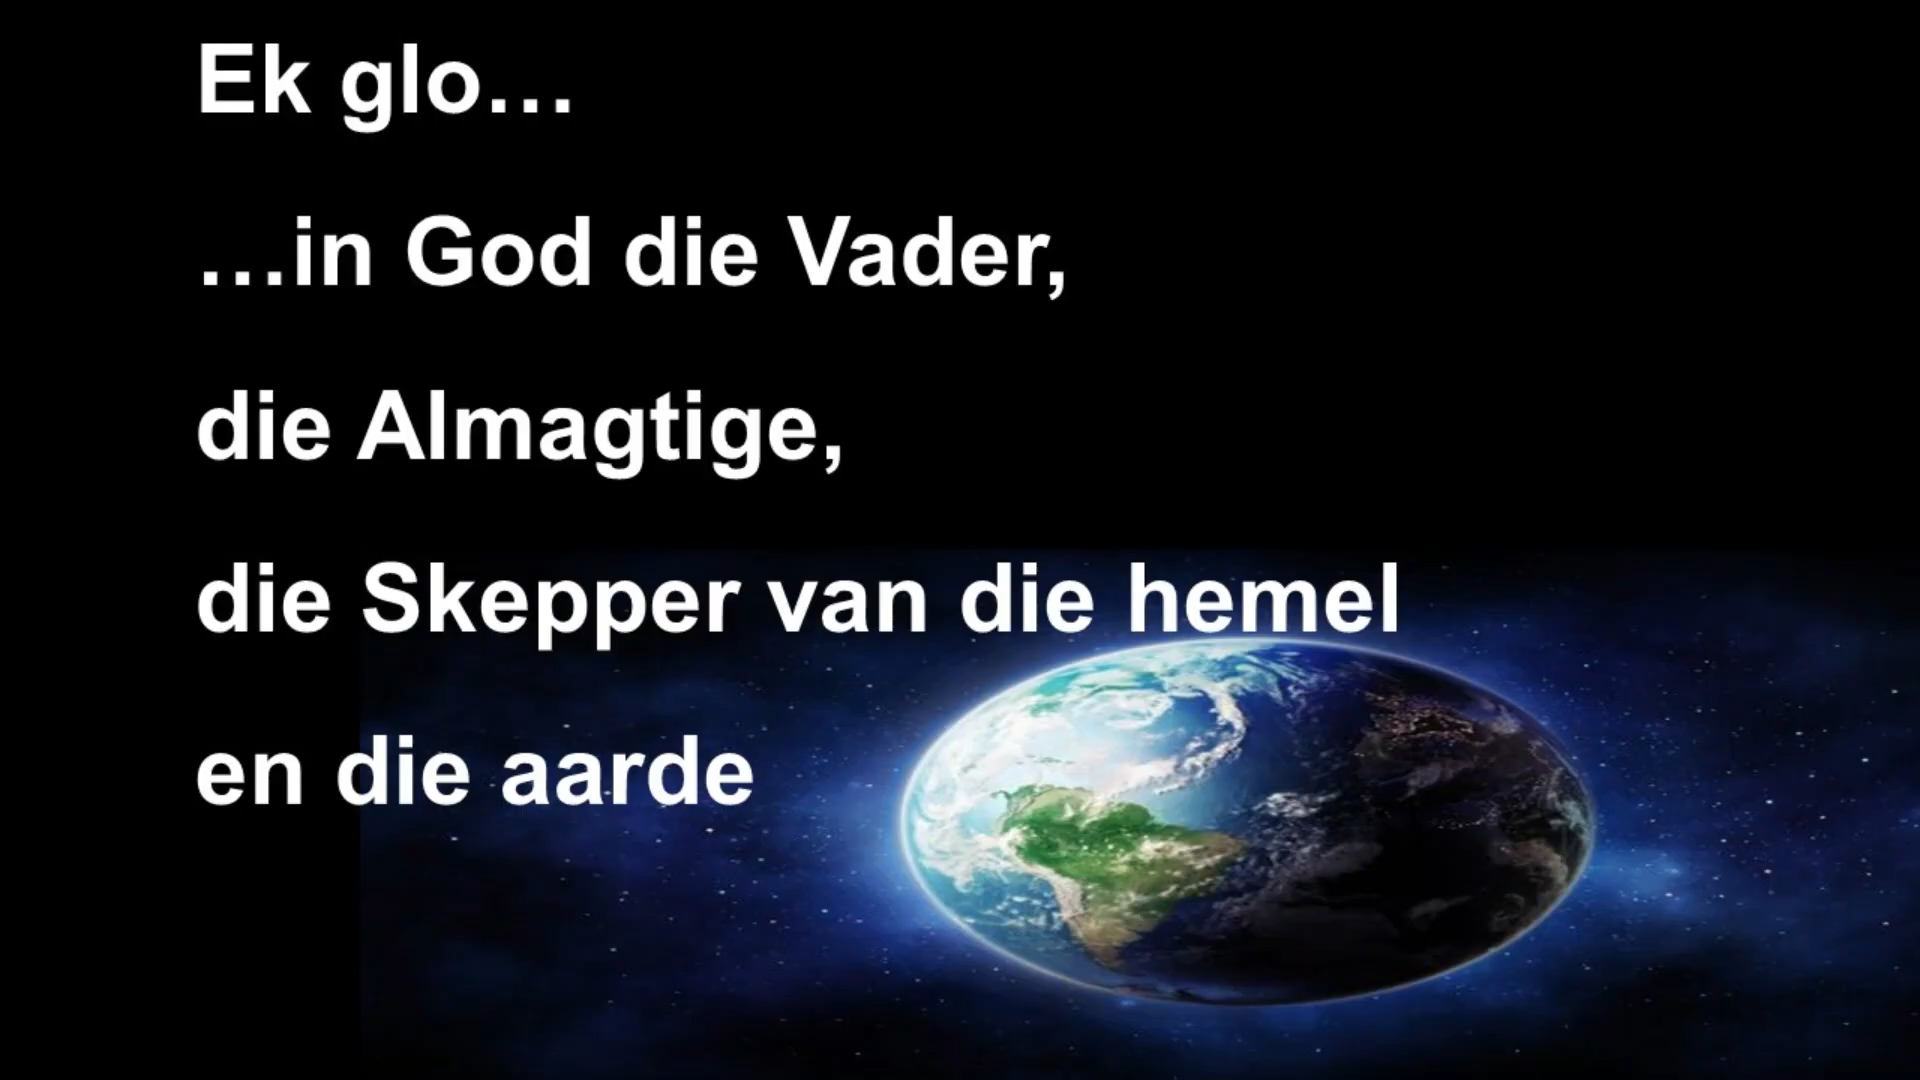 Ek glo…
…in God die Vader,
die Almagtige,
die Skepper van die hemel
en die aarde